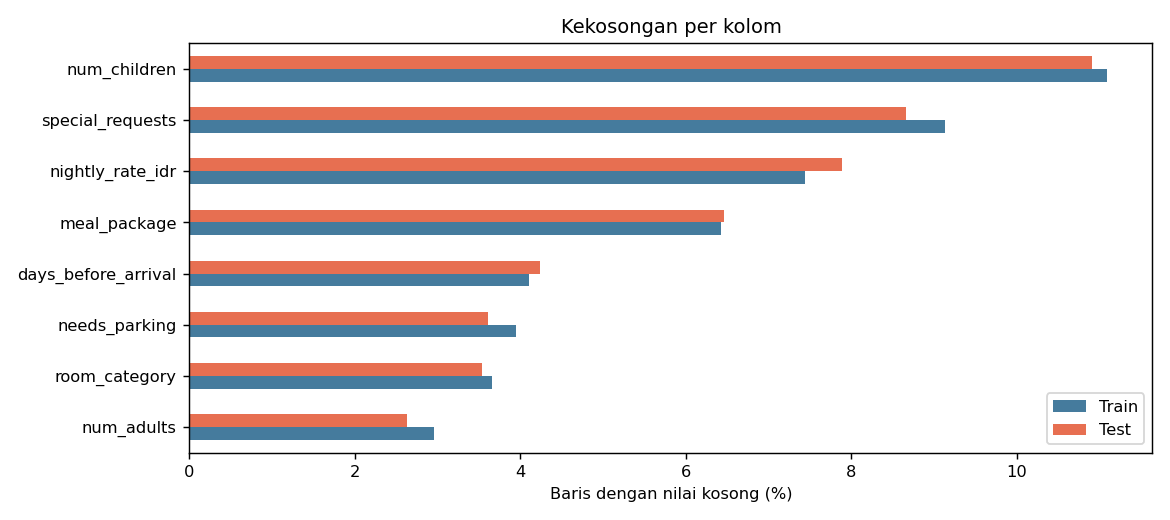 Kekosongan per kolom
num_children
special_requests
nightly_rate_idr
meal_package
days_before_arrival
needs_parking
room_category
num_adults
Train
Test
0 2 4 6 8 10
Baris dengan nilai kosong (%)